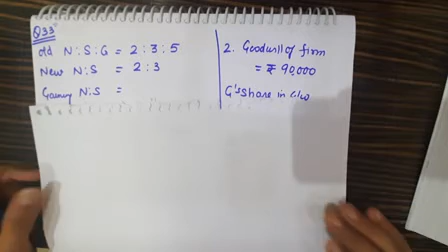 Q33
Old N:S:G = 2:3:5
New N:S = 2:3
Gaining N:S =
2. Goodwill of firm
= ₹ 90,000
G's Share in G/w